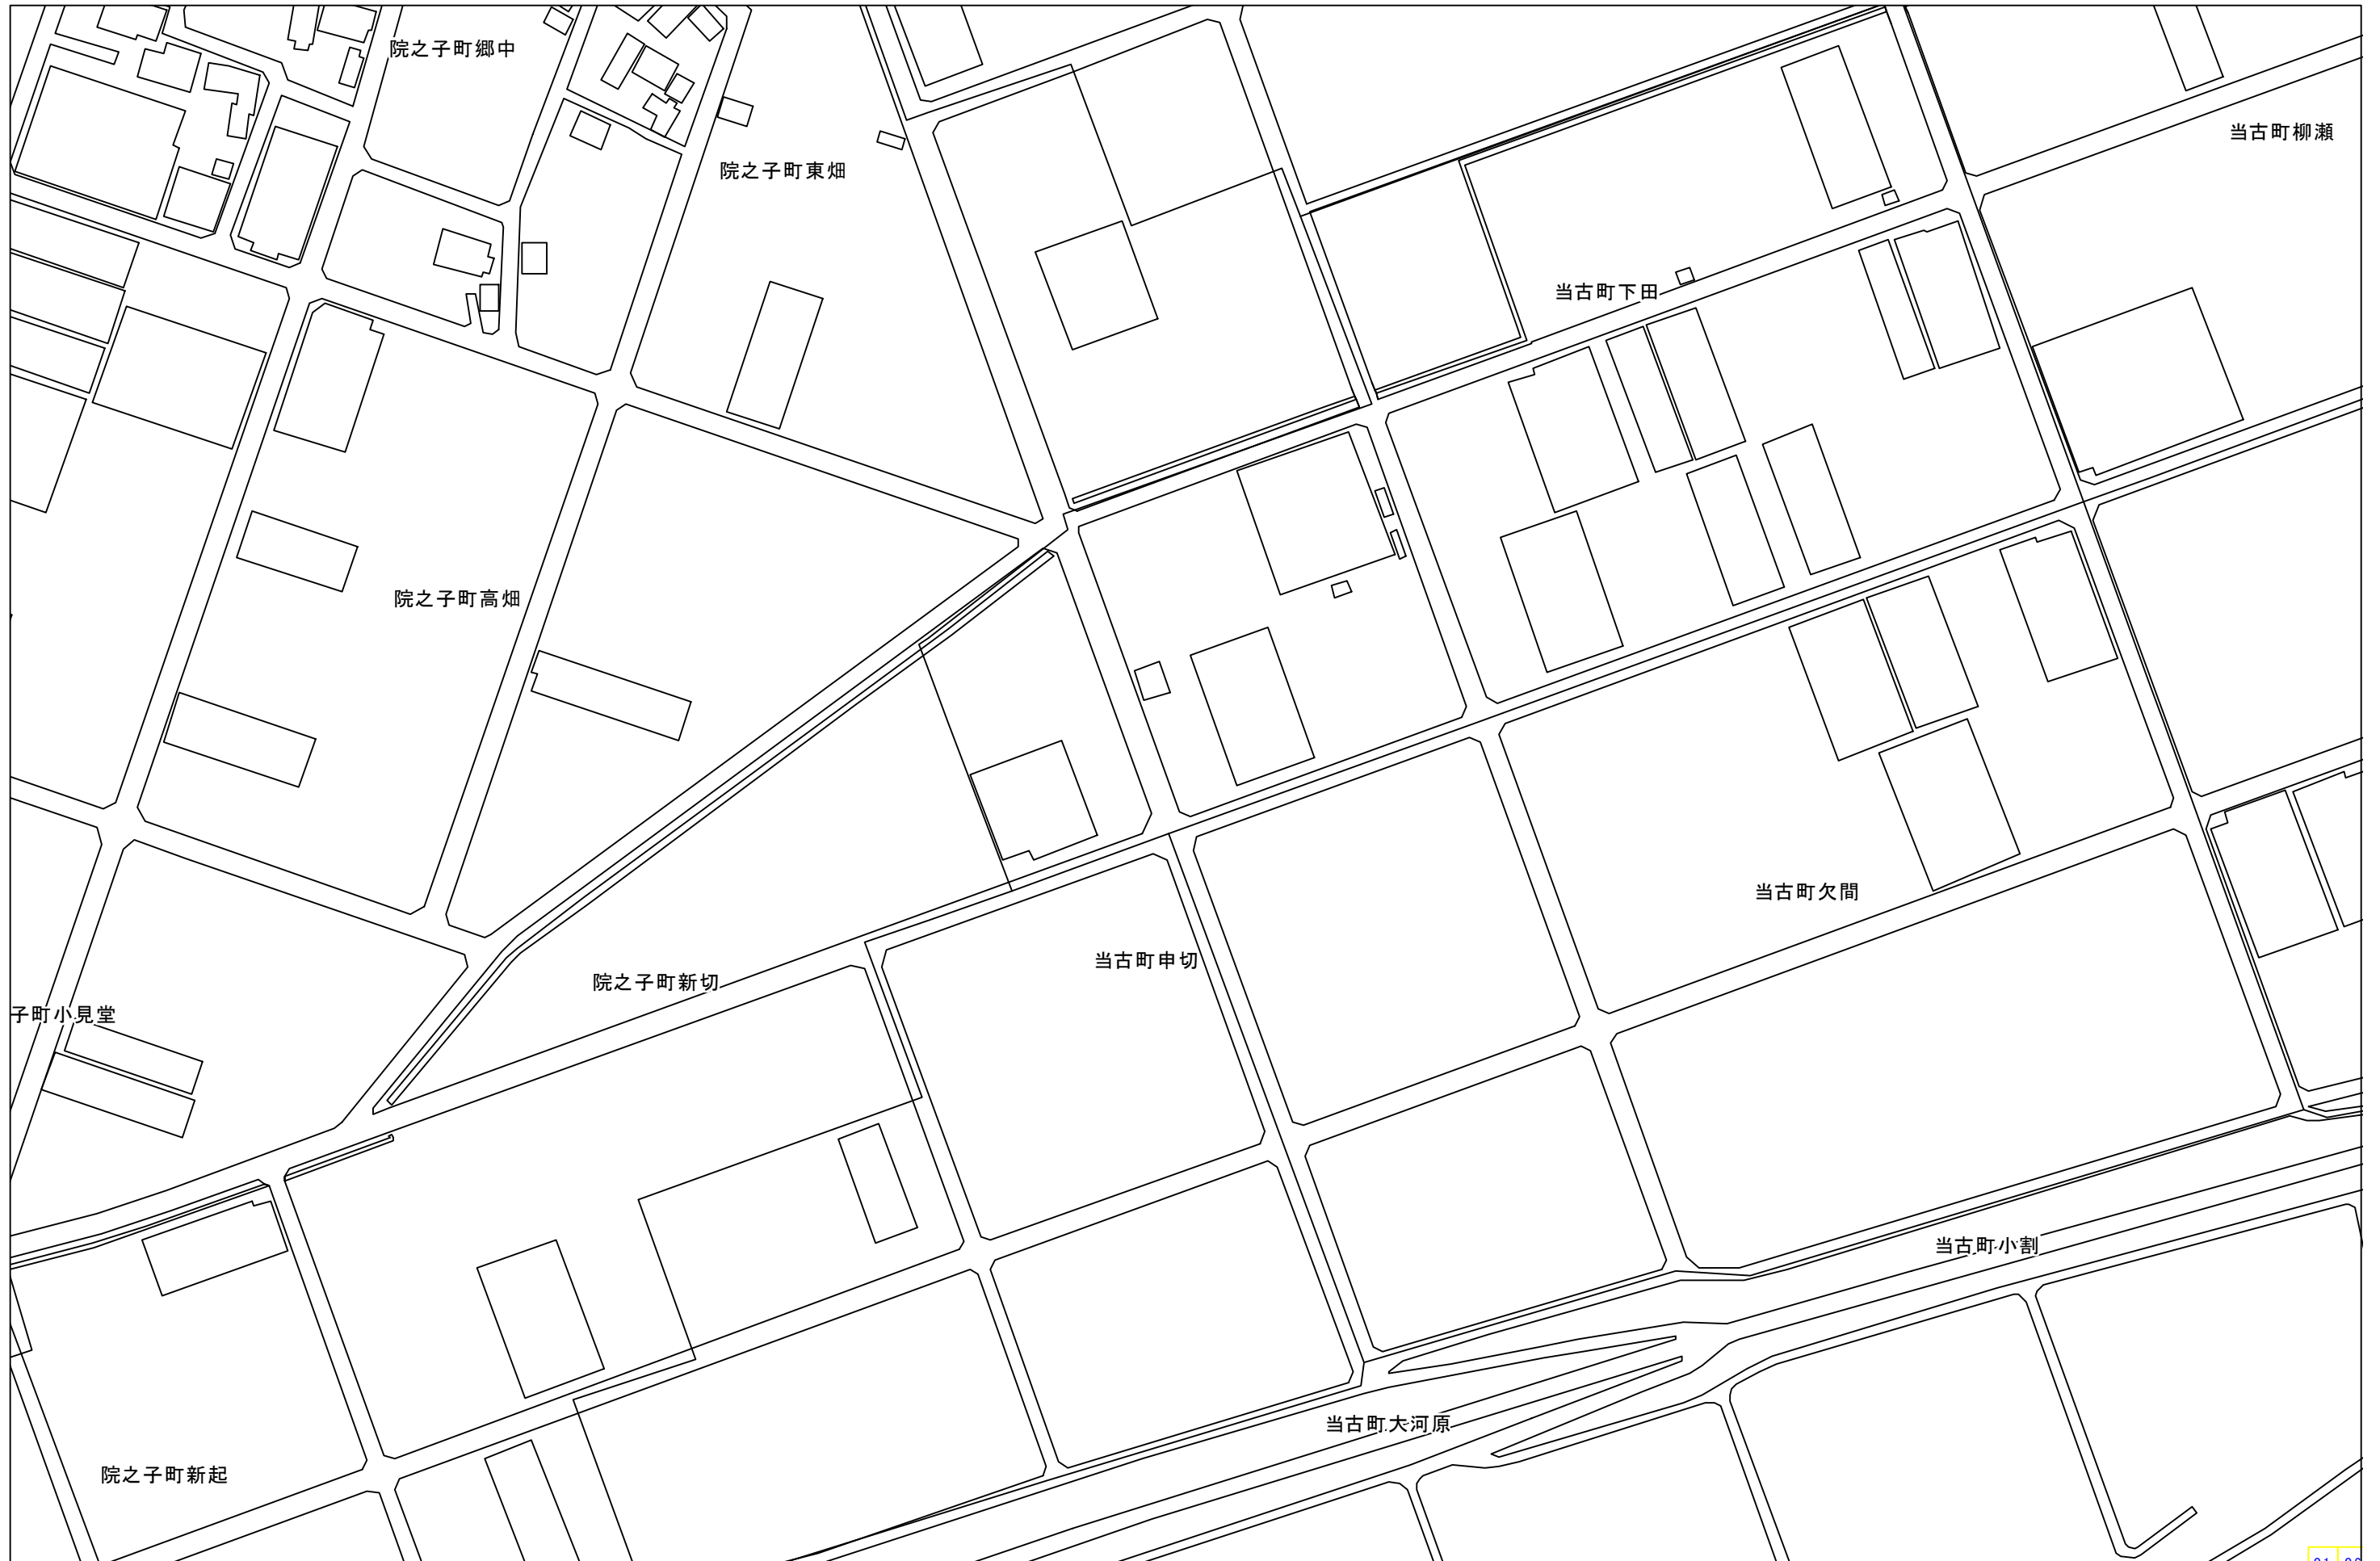 院之子町郷中
当古町柳瀬
院之子町東畑
当古町下田
院之子町高畑
当古町欠間
当古町申切
院之子町新切
子町小見堂
当古町小割
当古町大河原
院之子町新起